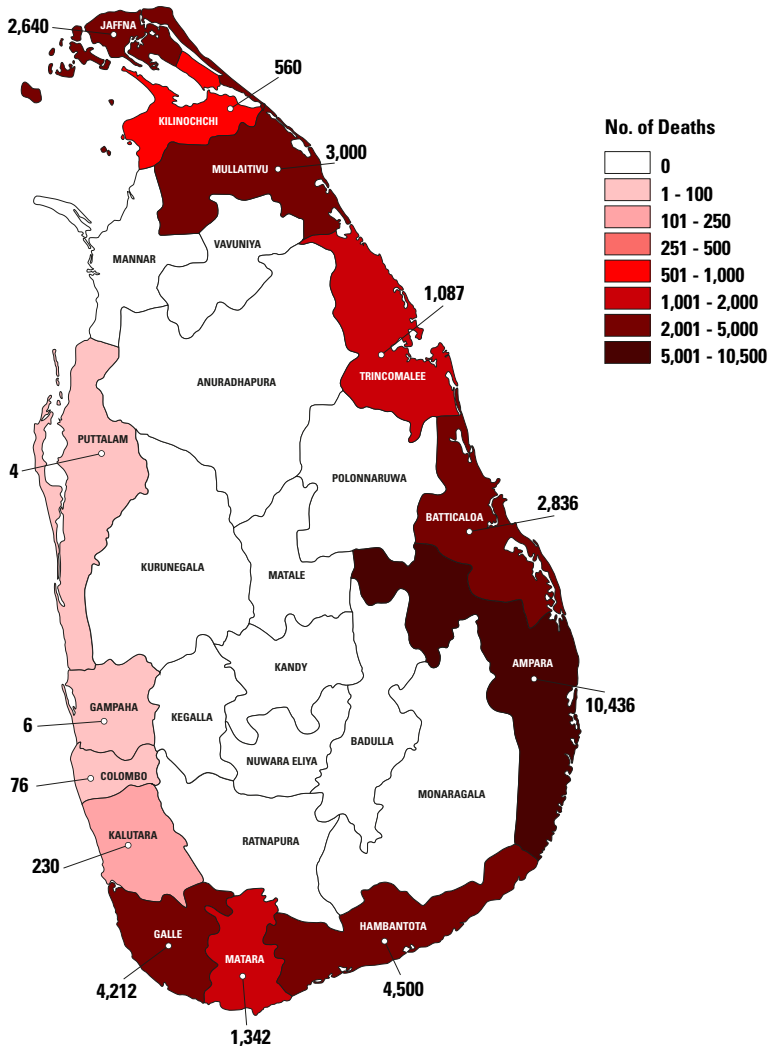 JAFFNA
2,640
560
KILINOCHCHI
3,000
MULLAITIVU
VAVUNIYA
MANNAR
1,087
ANURADHAPURA
TRINCOMALEE
PUTTALAM
4
POLONNARUWA
BATTICALOA
2,836
KURUNEGALA
MATALE
KANDY
AMPARA
10,436
GAMPAHA
6
KEGALLA
BADULLA
NUWARA ELIYA
COLOMBO
76
MONARAGALA
KALUTARA
230
RATNAPURA
HAMBANTOTA
4,500
GALLE
4,212
MATARA
1,342
No. of Deaths
0
1 - 100
101 - 250
251 - 500
501 - 1,000
1,001 - 2,000
2,001 - 5,000
5,001 - 10,500